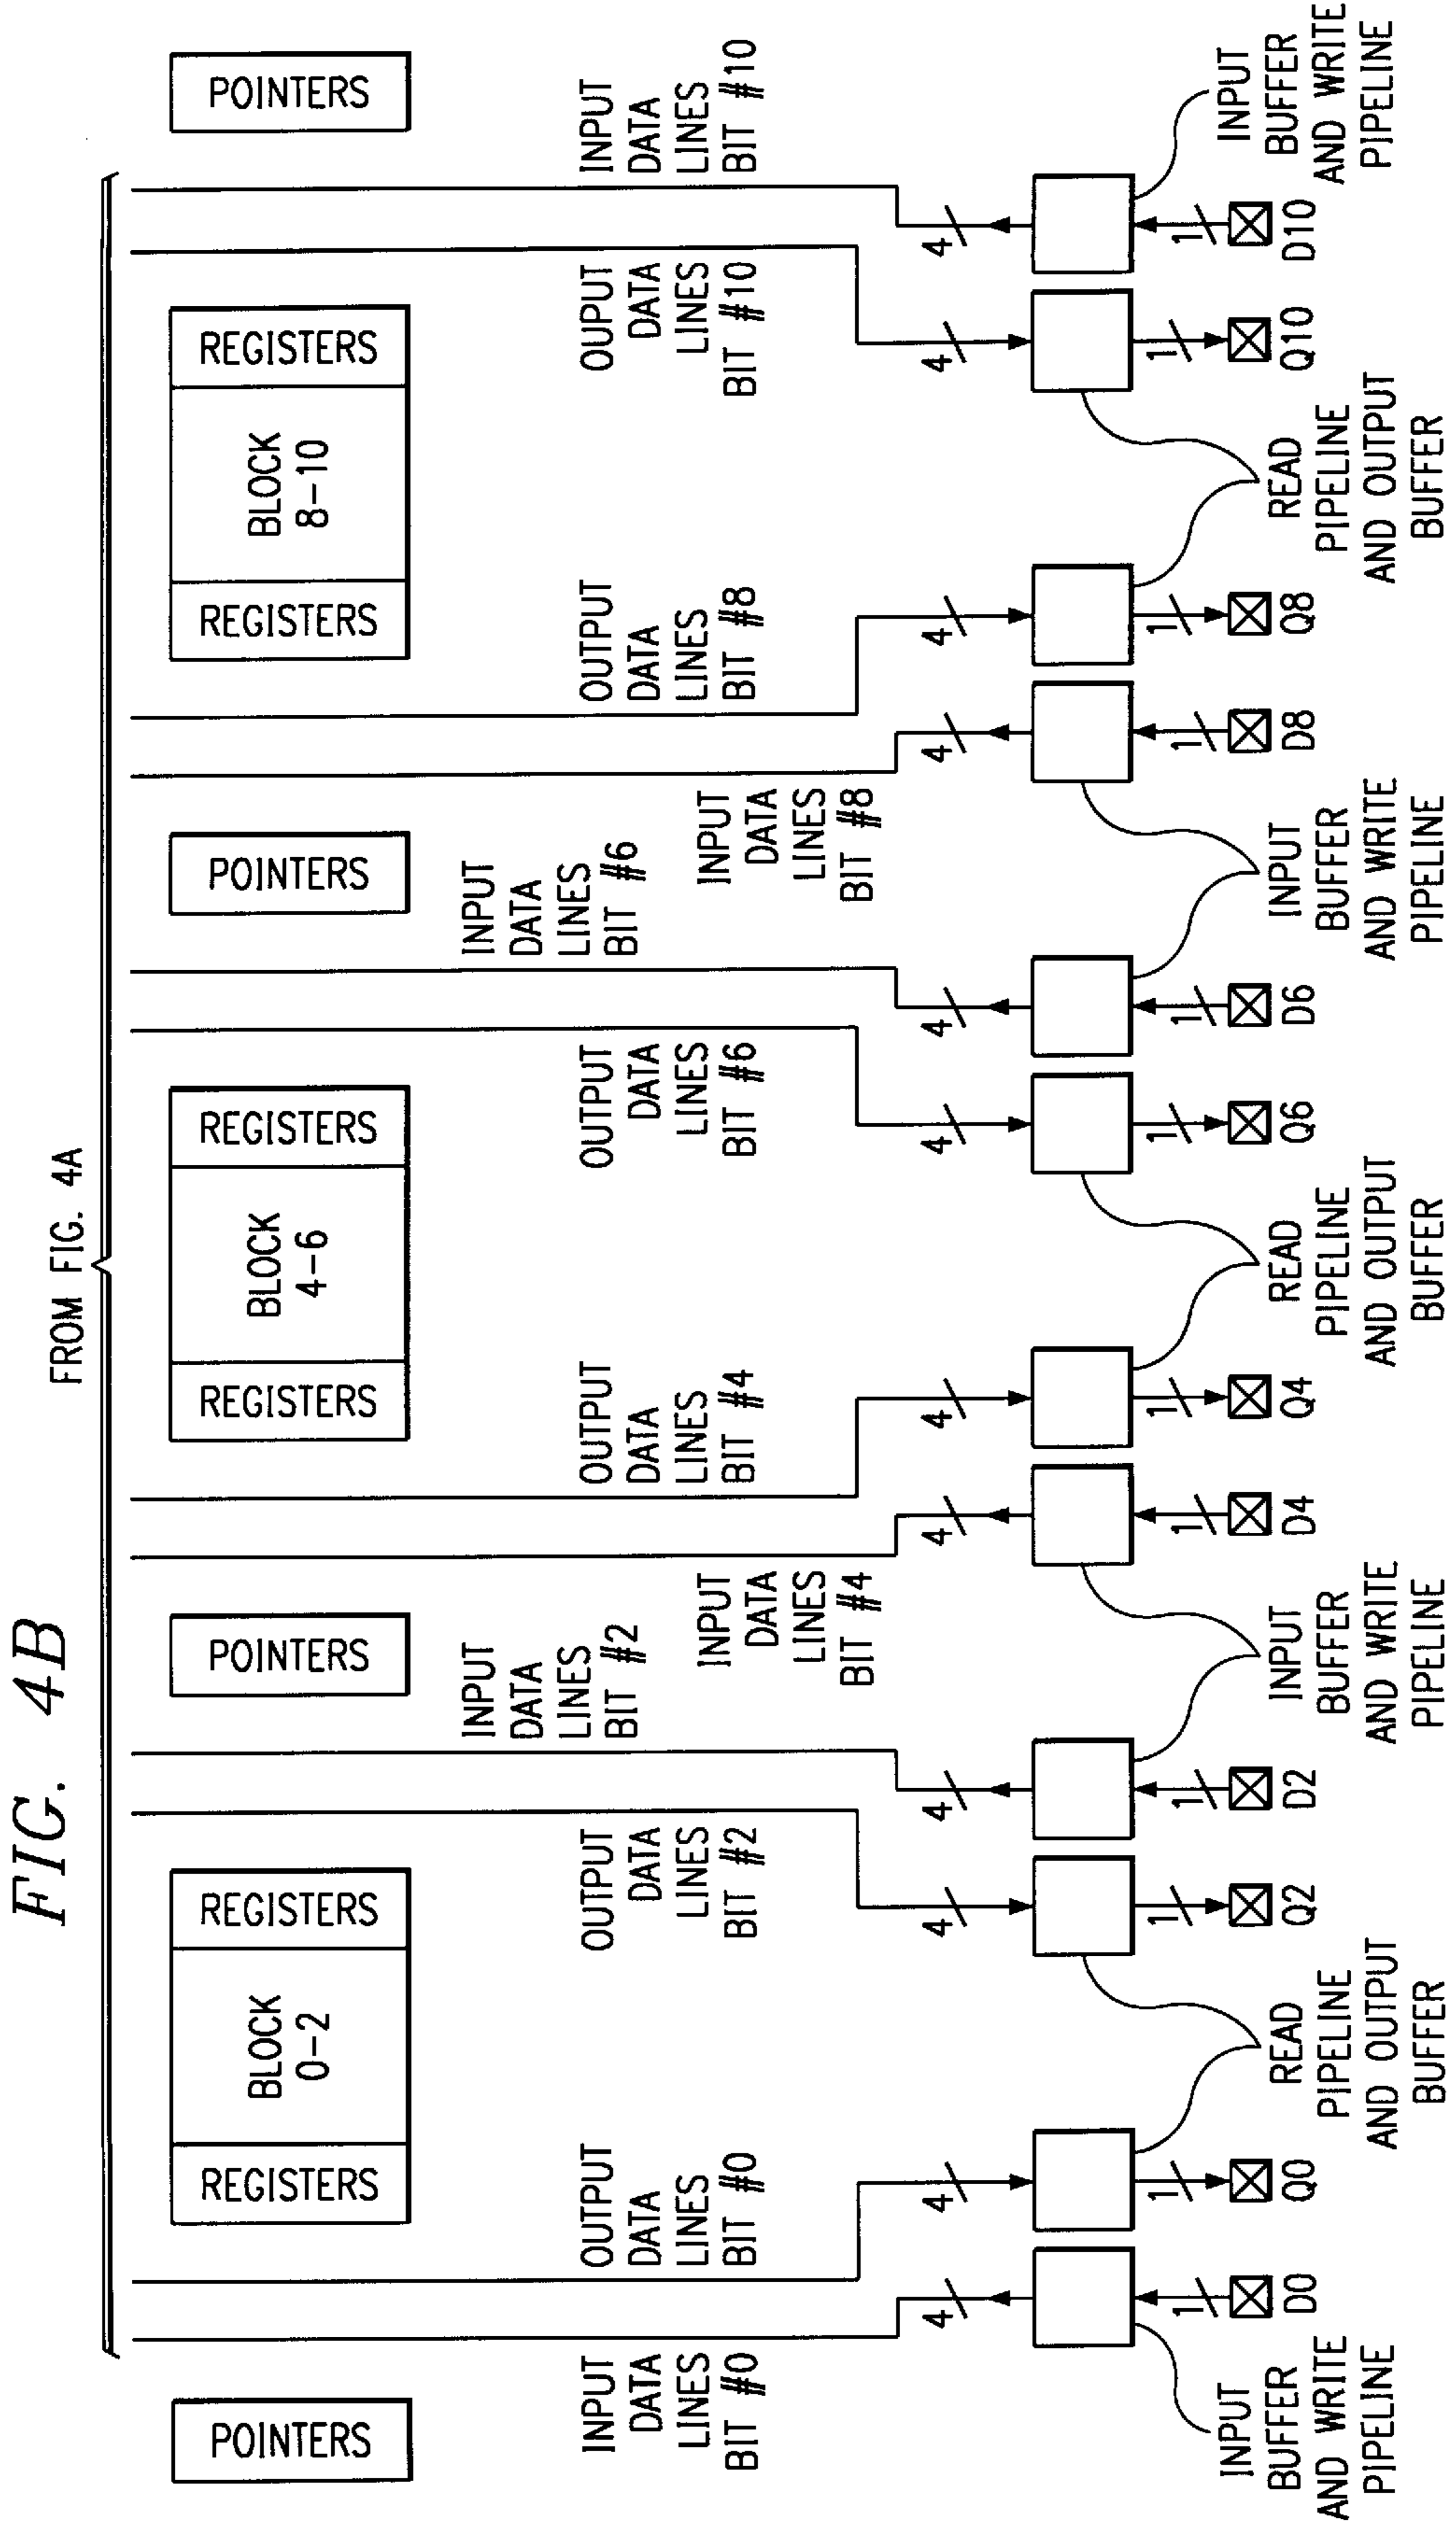 FIG. 4B
FROM FIG. 4A
POINTERS
REGISTERS
BLOCK
0-2
REGISTERS
POINTERS
REGISTERS
BLOCK
4-6
REGISTERS
POINTERS
REGISTERS
BLOCK
8-10
REGISTERS
POINTERS
INPUT
DATA
LINES
BIT #2
INPUT
DATA
LINES
BIT #6
INPUT
DATA
LINES
BIT #0
OUTPUT
DATA
LINES
BIT #0
OUTPUT
DATA
LINES
BIT #2
INPUT
DATA
LINES
BIT #4
OUTPUT
DATA
LINES
BIT #4
OUTPUT
DATA
LINES
BIT #6
INPUT
DATA
LINES
BIT #8
OUTPUT
DATA
LINES
BIT #8
OUPUT
DATA
LINES
BIT #10
INPUT
DATA
LINES
BIT #10
4 4 4 4 4 4 4 4 4 4 4 4
1 1 1 1 1 1 1 1 1 1 1 1
D0 Q0 Q2 D2 D4 Q4 Q6 D6 D8 Q8 Q10 D10
INPUT
BUFFER
AND WRITE
PIPELINE
READ
PIPELINE
AND OUTPUT
BUFFER
INPUT
BUFFER
AND WRITE
PIPELINE
READ
PIPELINE
AND OUTPUT
BUFFER
INPUT
BUFFER
AND WRITE
PIPELINE
READ
PIPELINE
AND OUTPUT
BUFFER
INPUT
BUFFER
AND WRITE
PIPELINE